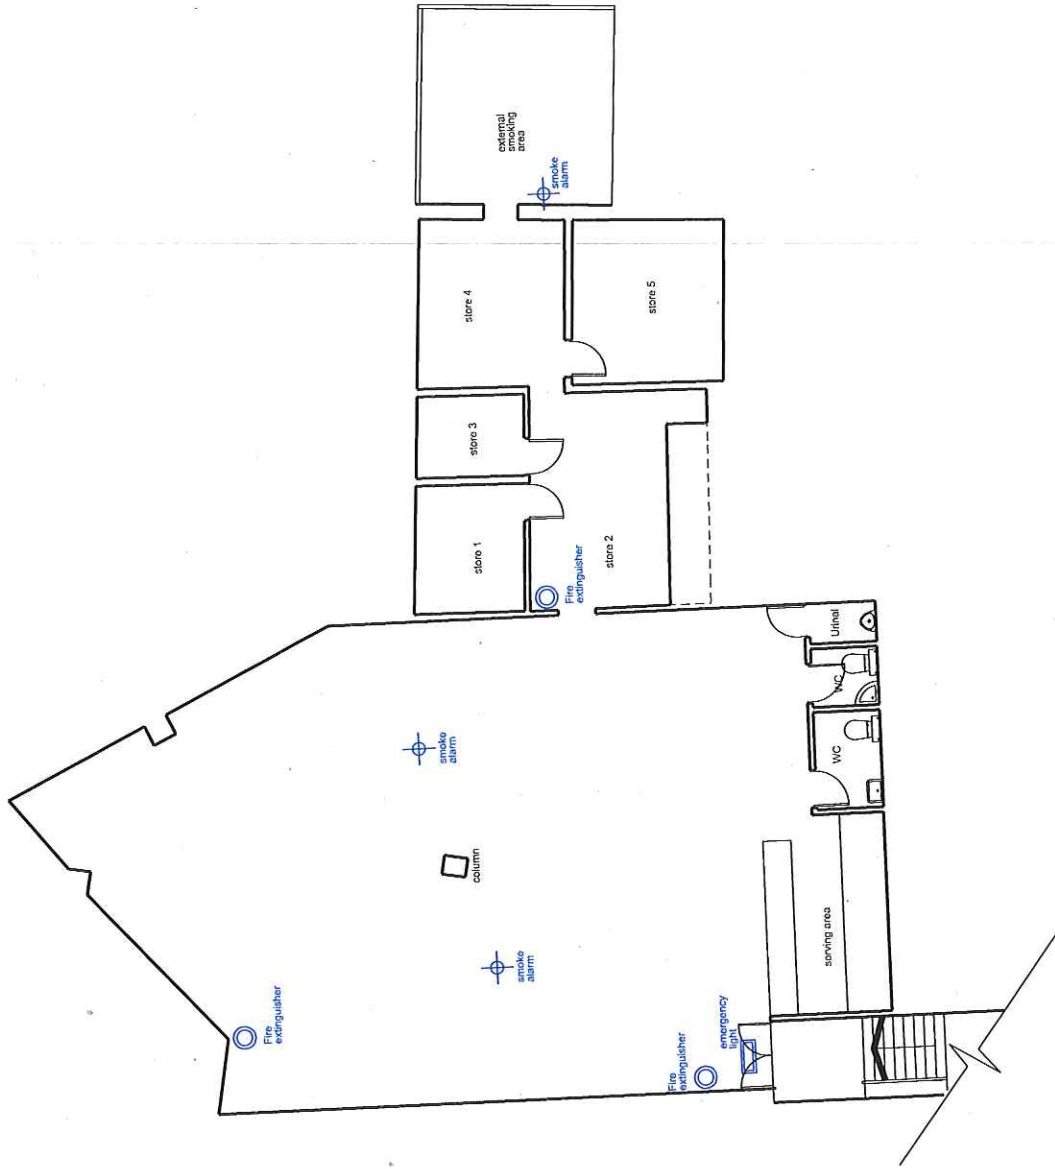 external
smoking
area
smoke
alarm
store 4
store 5
store 3
store 1
store 2
Fire
extinguisher
Urinal
WC
WC
smoke
alarm
column
serving area
smoke
alarm
Fire
extinguisher
emergency
light
Fire
extinguisher